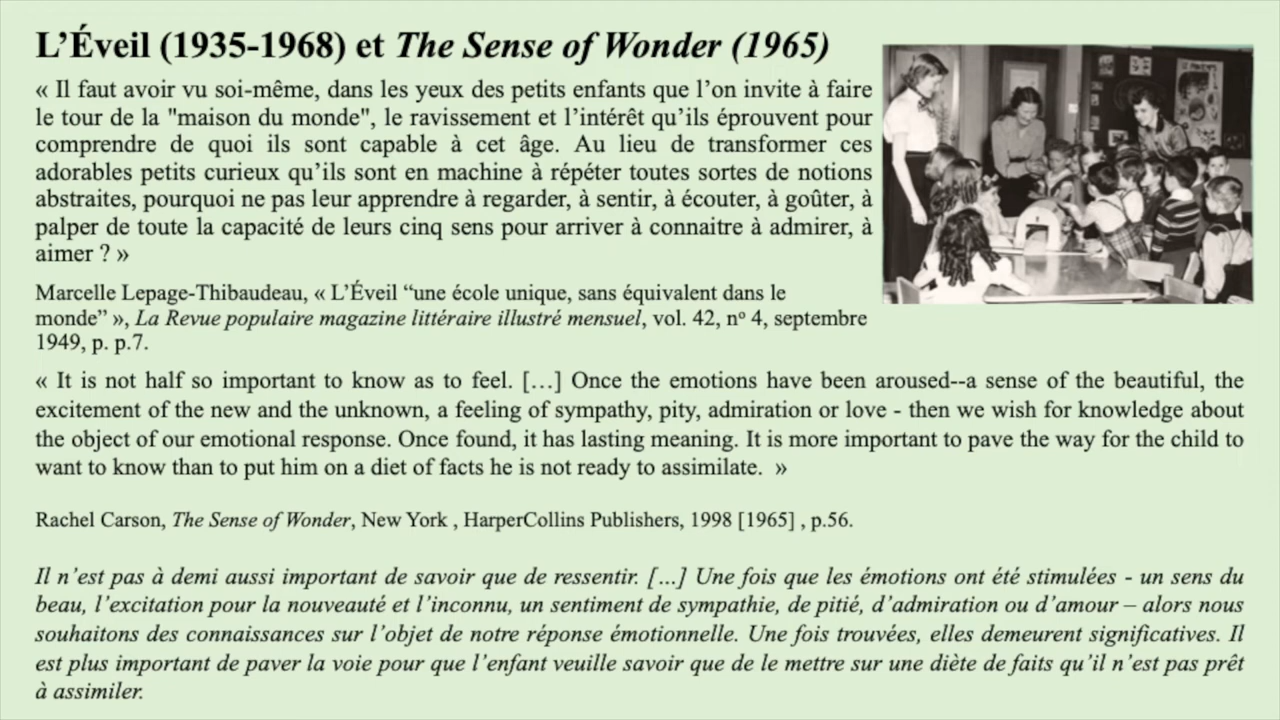 L’Éveil (1935-1968) et The Sense of Wonder (1965)
« Il faut avoir vu soi-même, dans les yeux des petits enfants que l’on invite à faire
le tour de la "maison du monde", le ravissement et l’intérêt qu’ils éprouvent pour
comprendre de quoi ils sont capable à cet âge. Au lieu de transformer ces
adorables petits curieux qu’ils sont en machine à répéter toutes sortes de notions
abstraites, pourquoi ne pas leur apprendre à regarder, à sentir, à écouter, à goûter, à
palper de toute la capacité de leurs cinq sens pour arriver à connaitre à admirer, à
aimer ? »
Marcelle Lepage-Thibaudeau, « L’Éveil “une école unique, sans équivalent dans le
monde” », La Revue populaire magazine littéraire illustré mensuel, vol. 42, nº 4, septembre
1949, p. p.7.
« It is not half so important to know as to feel. […] Once the emotions have been aroused--a sense of the beautiful, the
excitement of the new and the unknown, a feeling of sympathy, pity, admiration or love - then we wish for knowledge about
the object of our emotional response. Once found, it has lasting meaning. It is more important to pave the way for the child to
want to know than to put him on a diet of facts he is not ready to assimilate.  »
Rachel Carson, The Sense of Wonder, New York , HarperCollins Publishers, 1998 [1965] , p.56.
Il n’est pas à demi aussi important de savoir que de ressentir. […] Une fois que les émotions ont été stimulées - un sens du
beau, l’excitation pour la nouveauté et l’inconnu, un sentiment de sympathie, de pitié, d’admiration ou d’amour – alors nous
souhaitons des connaissances sur l’objet de notre réponse émotionnelle. Une fois trouvées, elles demeurent significatives. Il
est plus important de paver la voie pour que l’enfant veuille savoir que de le mettre sur une diète de faits qu’il n’est pas prêt
à assimiler.